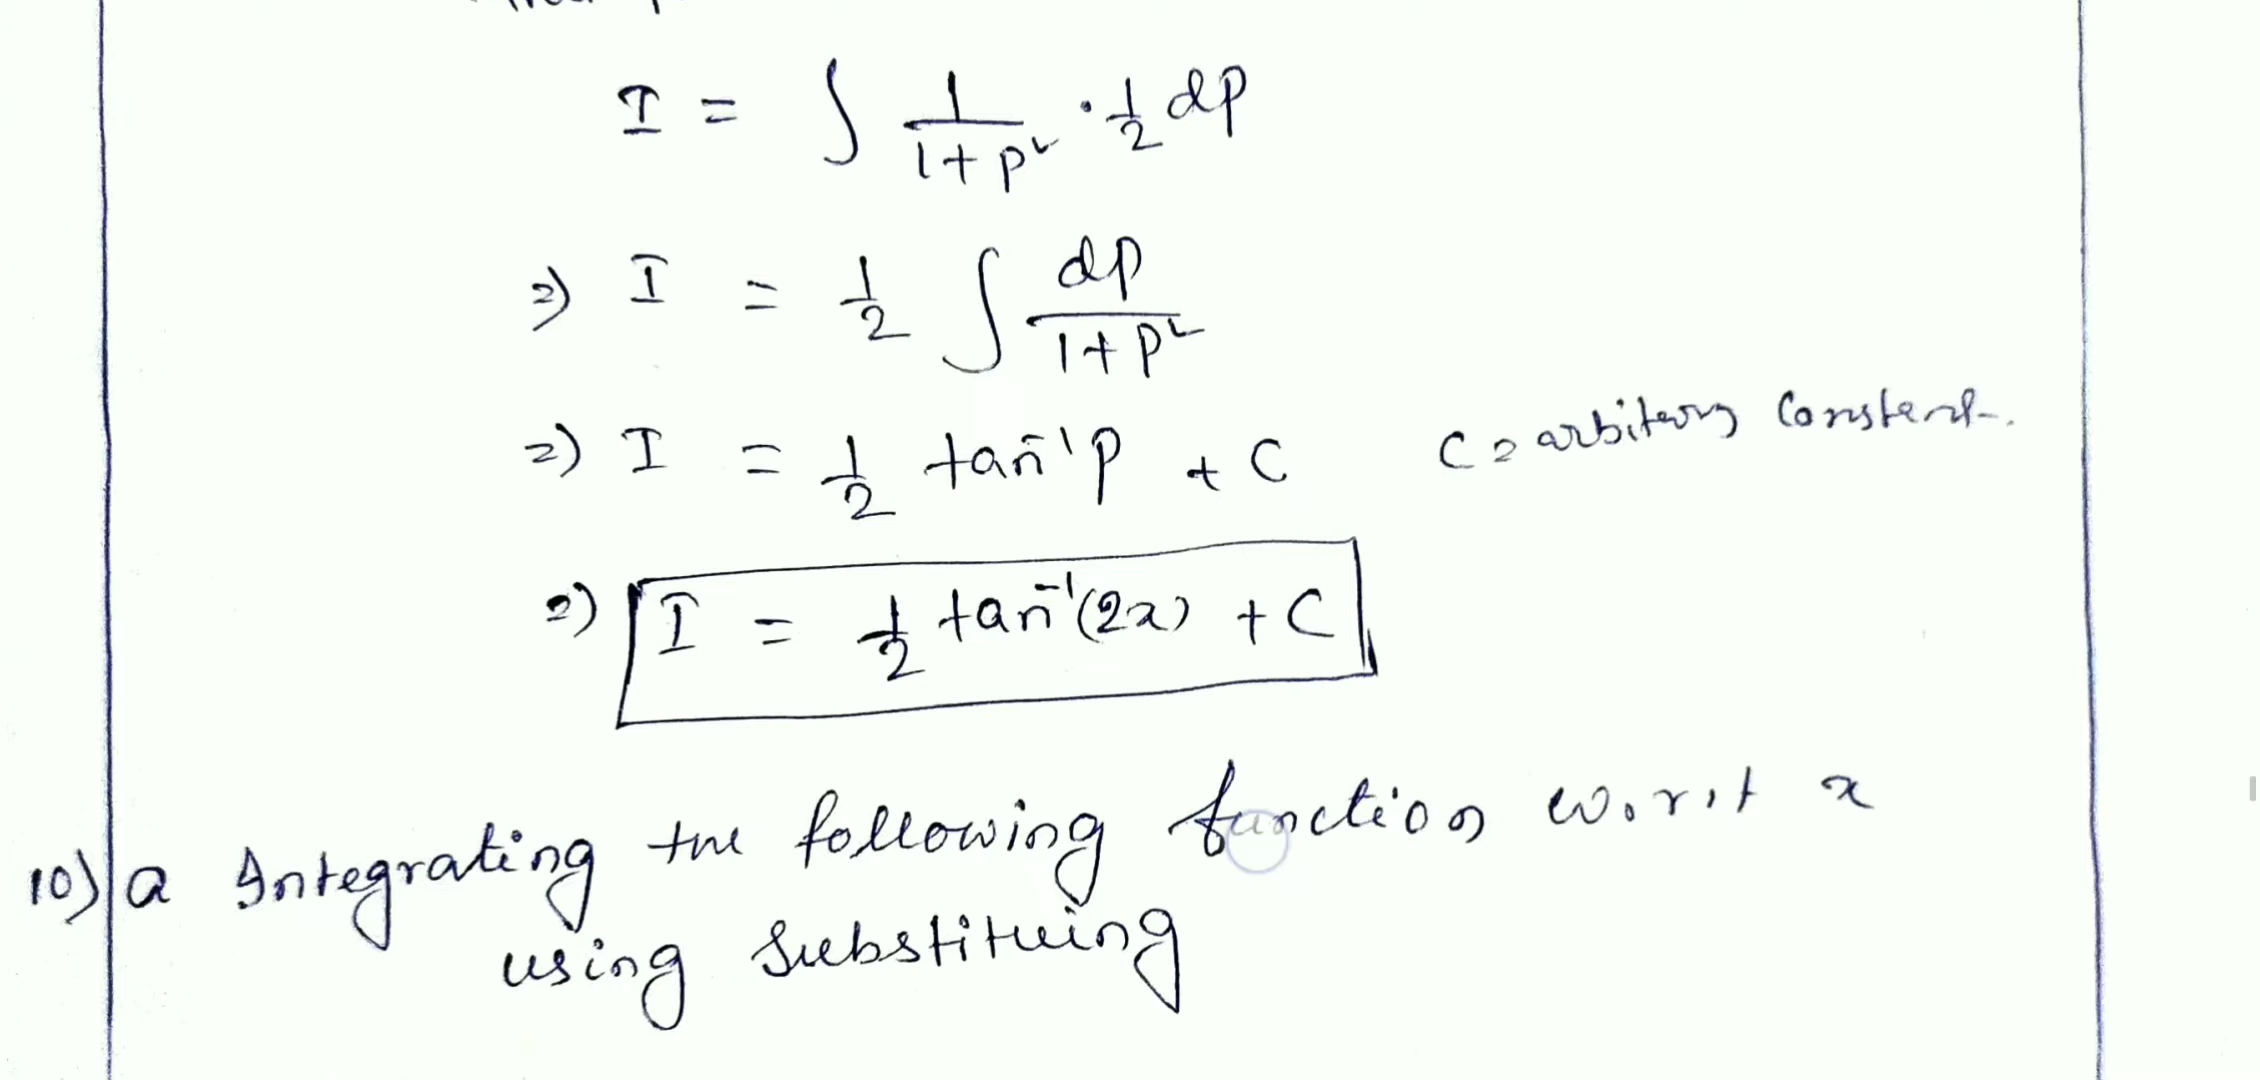 I = ∫ 1/(1+p²) · 1/2 dp
⇒ I = 1/2 ∫ dp/(1+p²)
⇒ I = 1/2 tan⁻¹p + C C = arbitary Constant.
⇒ I = 1/2 tan⁻¹(2x) + C
10) a Integrating the following function w.r.t x
using substituing